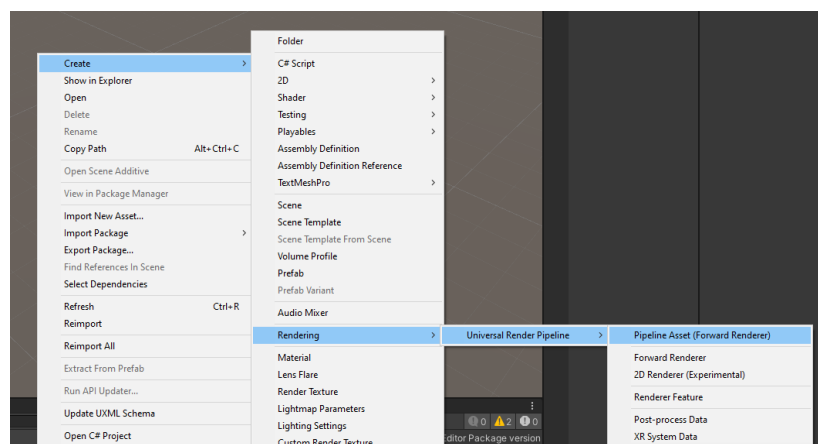 Create
Show in Explorer
Open
Delete
Rename
Copy Path Alt+Ctrl+C
Open Scene Additive
View in Package Manager
Import New Asset...
Import Package
Export Package...
Find References In Scene
Select Dependencies
Refresh Ctrl+R
Reimport
Reimport All
Extract From Prefab
Run API Updater...
Update UXML Schema
Open C# Project
Folder
C# Script
2D
Shader
Testing
Playables
Assembly Definition
Assembly Definition Reference
TextMeshPro
Scene
Scene Template
Scene Template From Scene
Volume Profile
Prefab
Prefab Variant
Audio Mixer
Rendering
Material
Lens Flare
Render Texture
Lightmap Parameters
Lighting Settings
Custom Render Texture
Universal Render Pipeline
Pipeline Asset (Forward Renderer)
Forward Renderer
2D Renderer (Experimental)
Renderer Feature
Post-process Data
XR System Data
0 2 0
ditor Package version